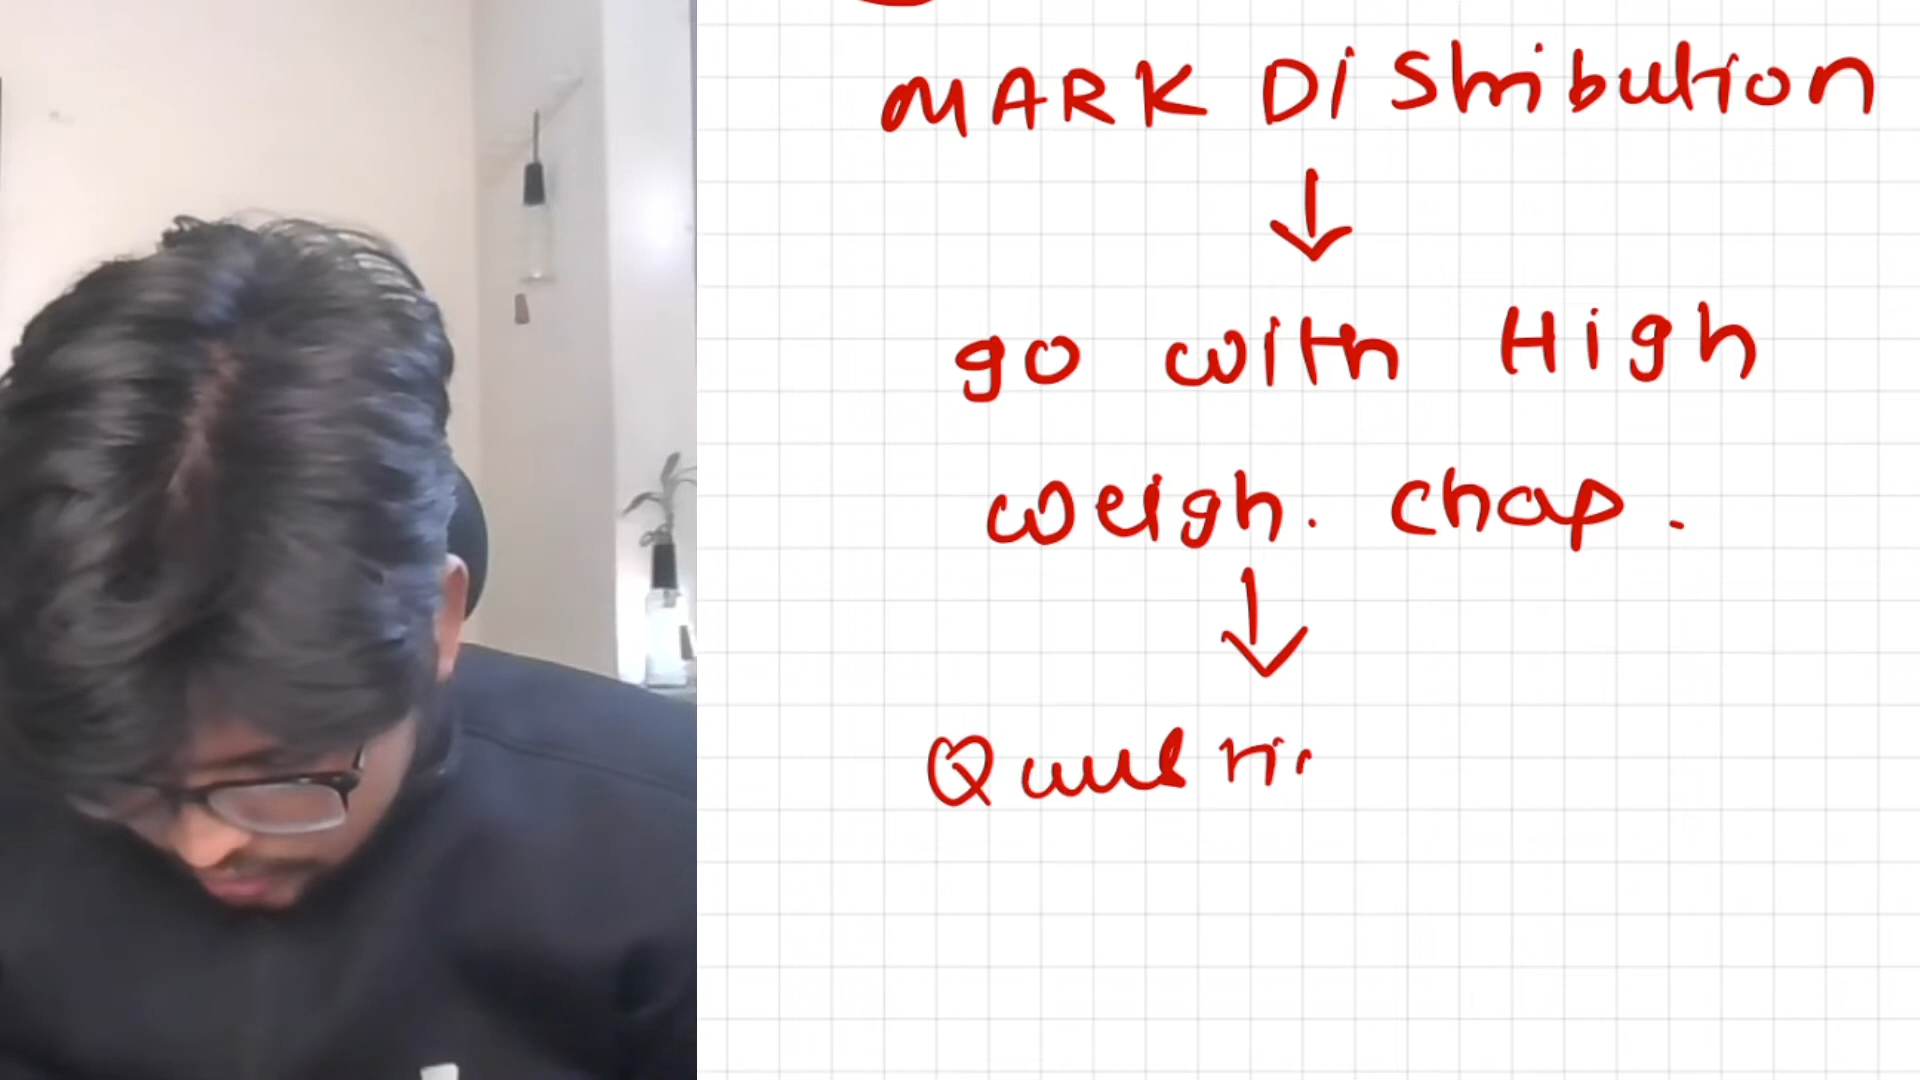 MARK DiStribution
↓
go with High
weigh. chap.
↓